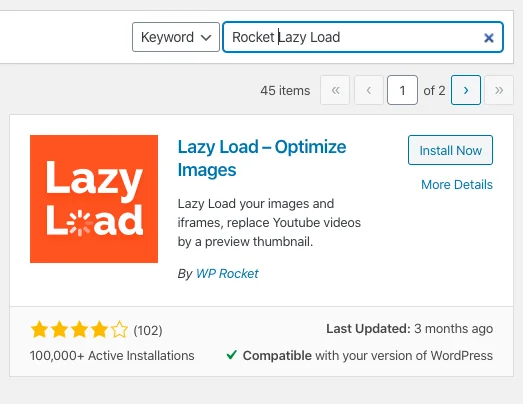 Keyword Rocket Lazy Load
45 items « ‹ 1 of 2 › »
Lazy Load
Lazy Load – Optimize
Images
Install Now
More Details
Lazy Load your images and
iframes, replace Youtube videos
by a preview thumbnail.
By WP Rocket
(102)
Last Updated: 3 months ago
100,000+ Active Installations
Compatible with your version of WordPress